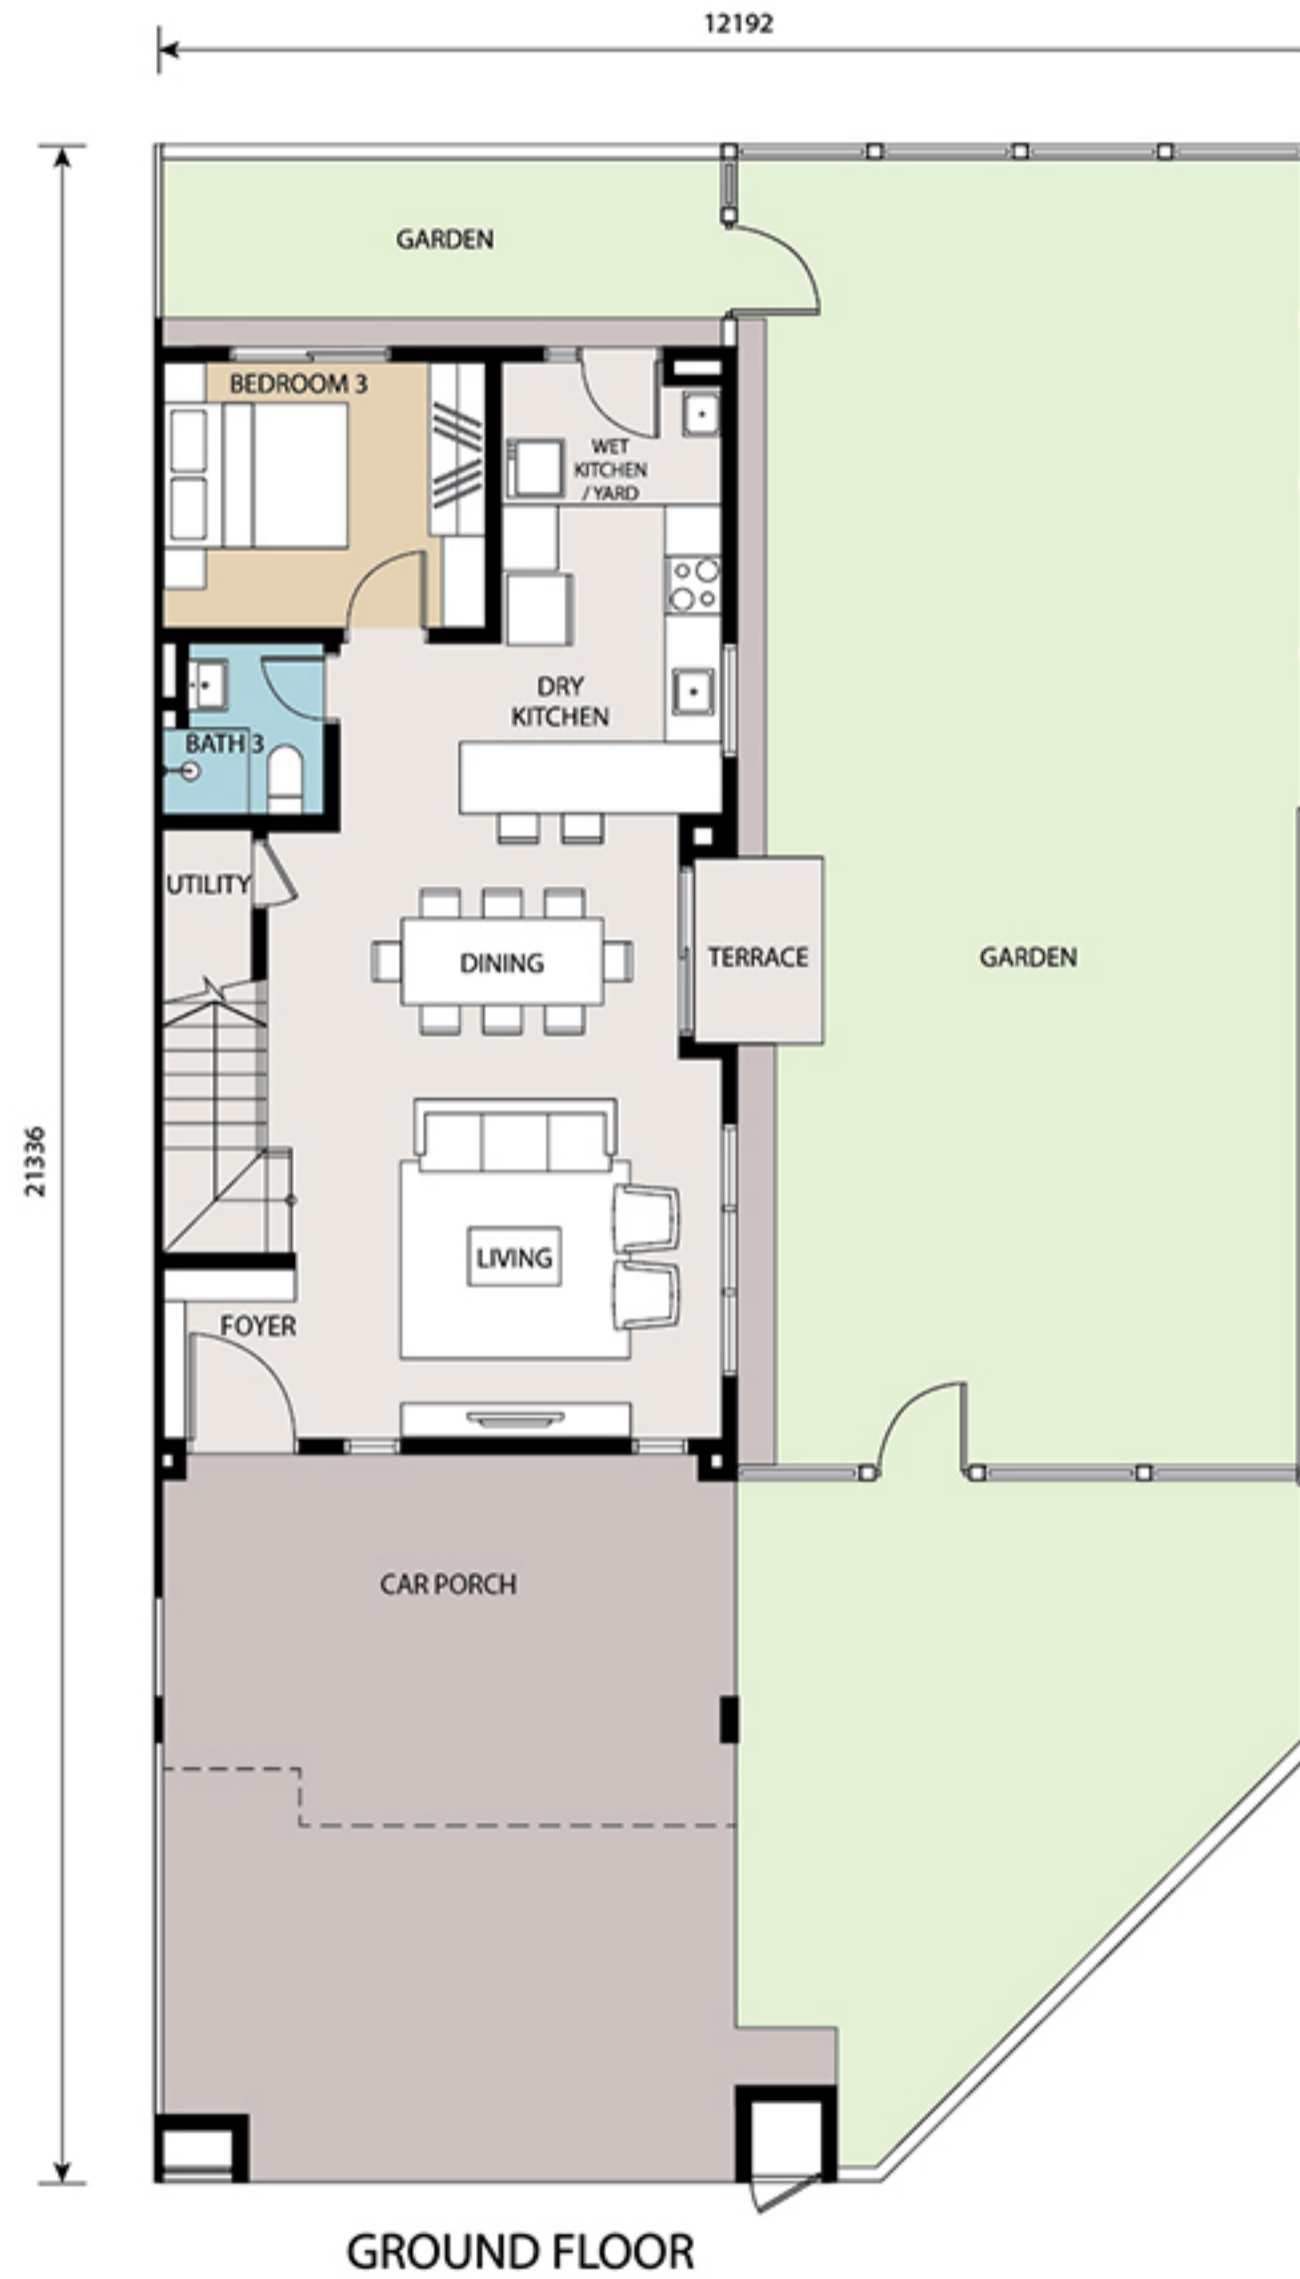 12192
GARDEN
BEDROOM 3
WET
KITCHEN
/ YARD
DRY
KITCHEN
BATH 3
UTILITY
DINING
TERRACE
GARDEN
21336
LIVING
FOYER
CAR PORCH
GROUND FLOOR